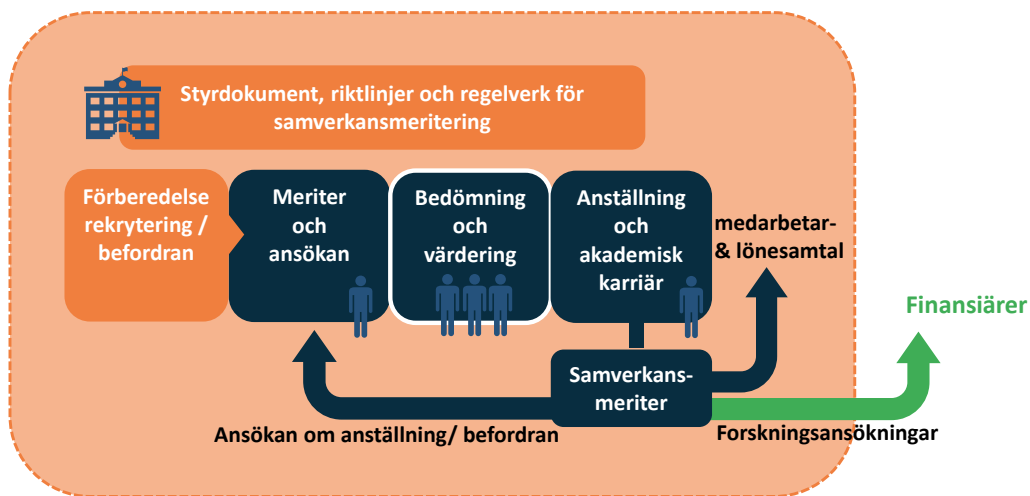 Styrdokument, riktlinjer och regelverk för
samverkansmeritering
Förberedelse
rekrytering /
befordran
Meriter
och
ansökan
Bedömning
och
värdering
Anställning
och
akademisk
karriär
medarbetar-
& lönesamtal
Finansiärer
Samverkans-
meriter
Ansökan om anställning/ befordran
Forskningsansökningar